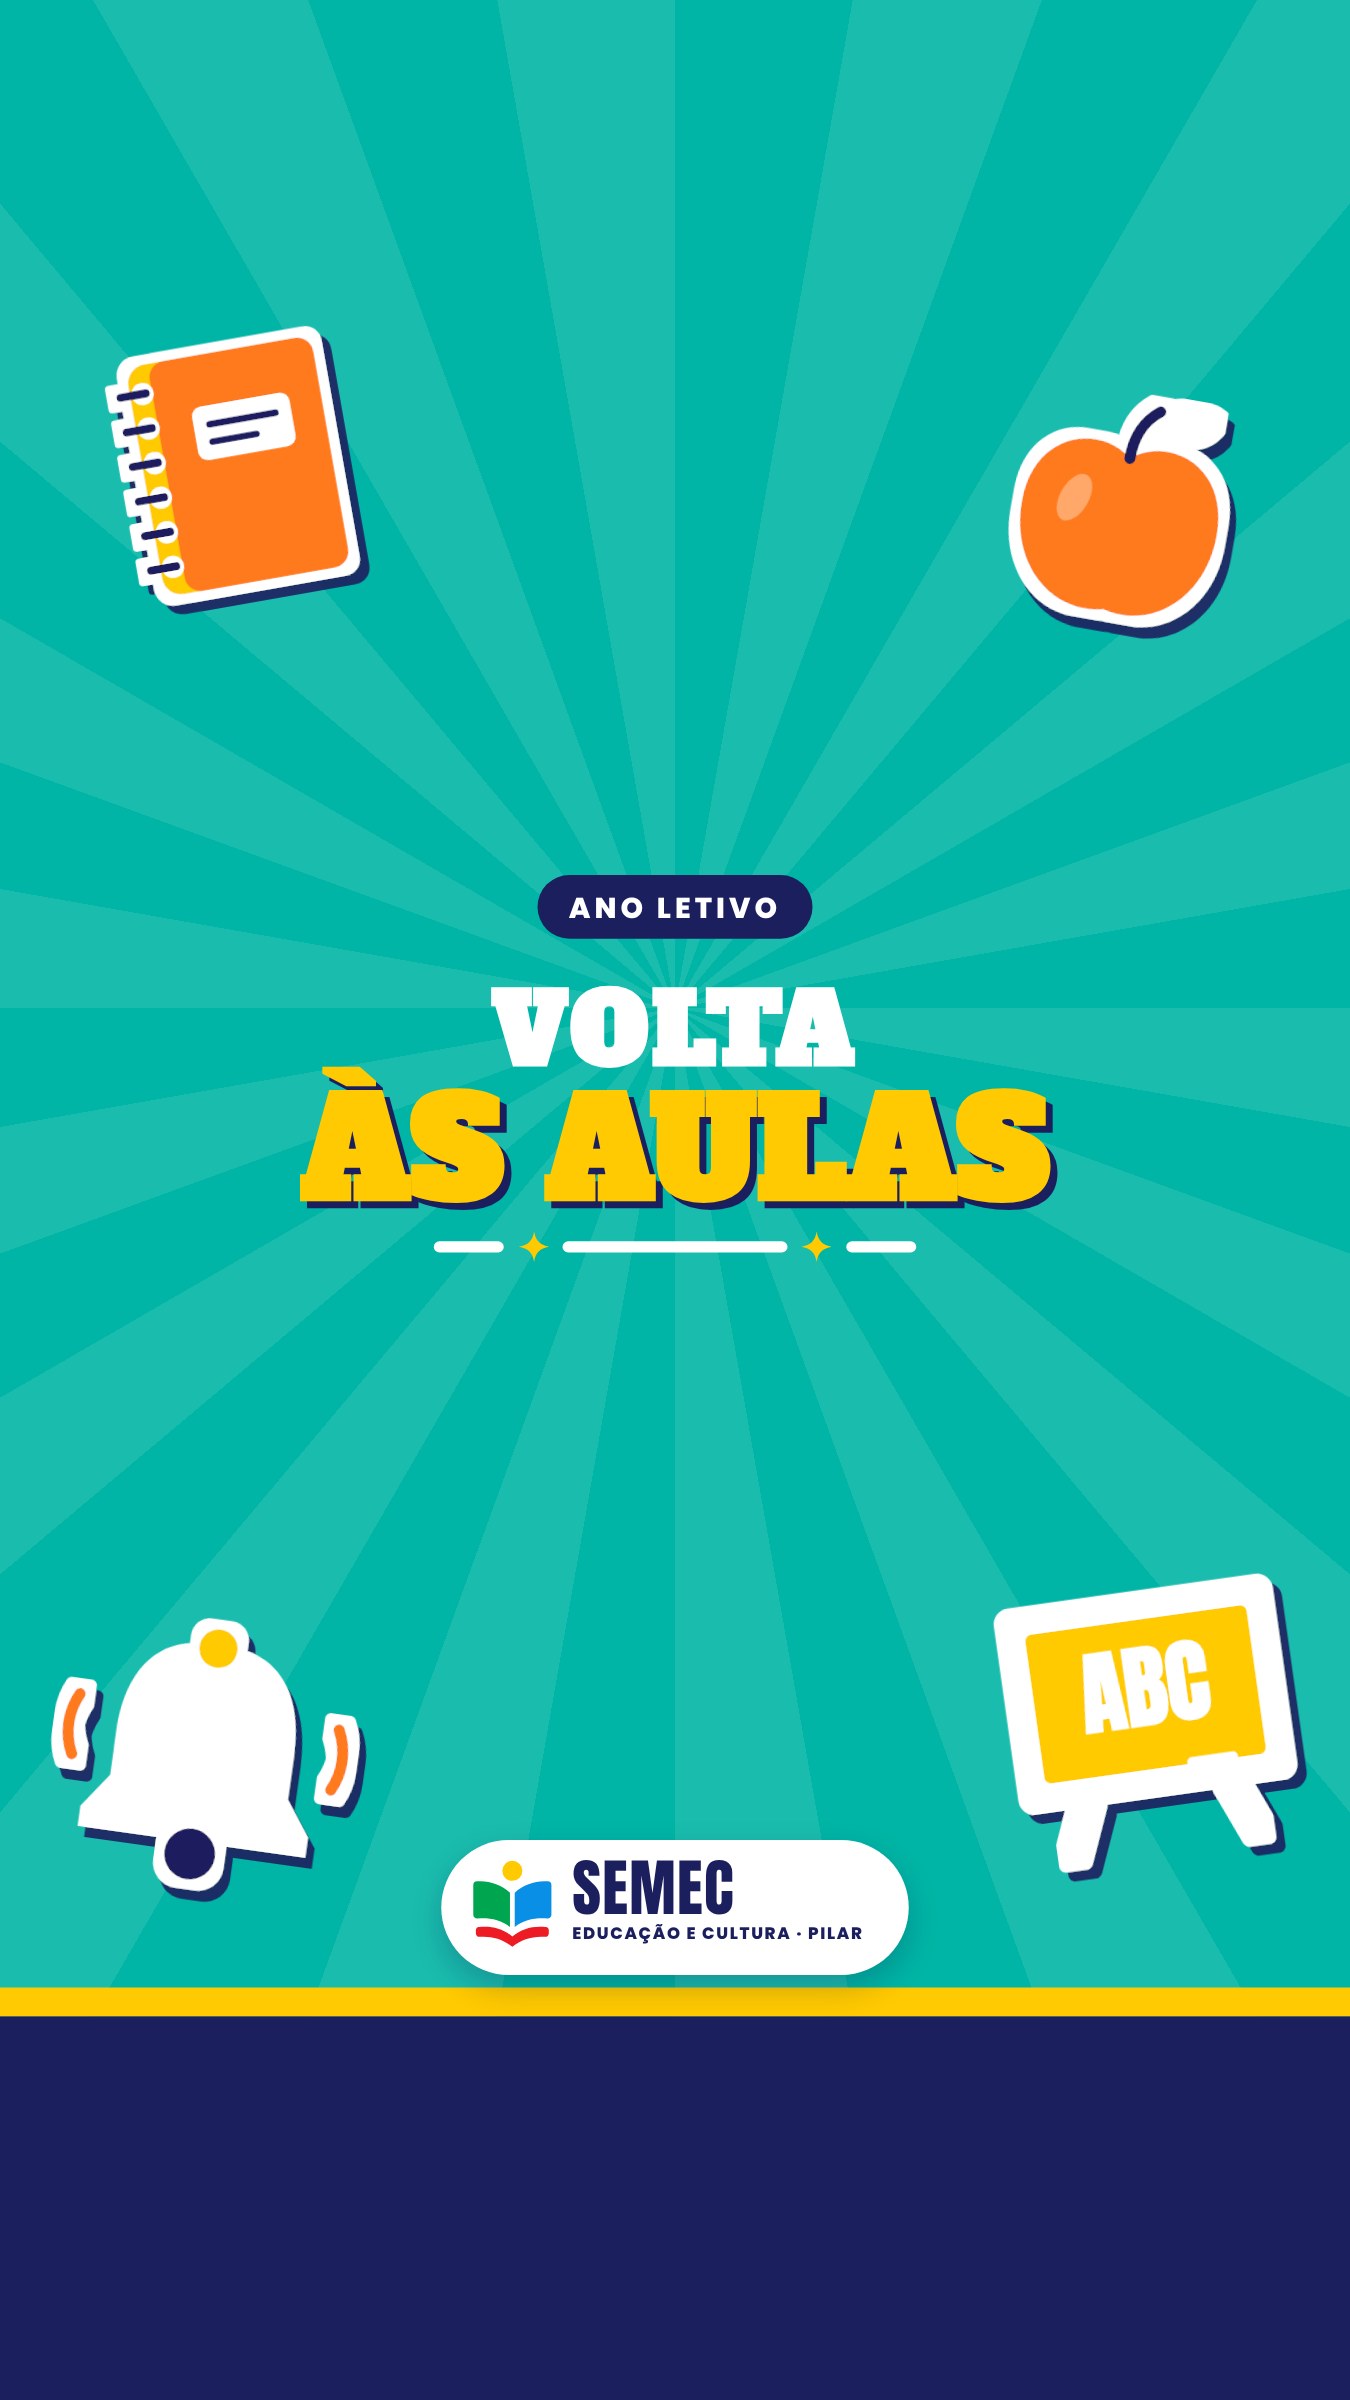 ANO LETIVO
VOLTA
ÀS AULAS
ABC
SEMEC
EDUCAÇÃO E CULTURA · PILAR